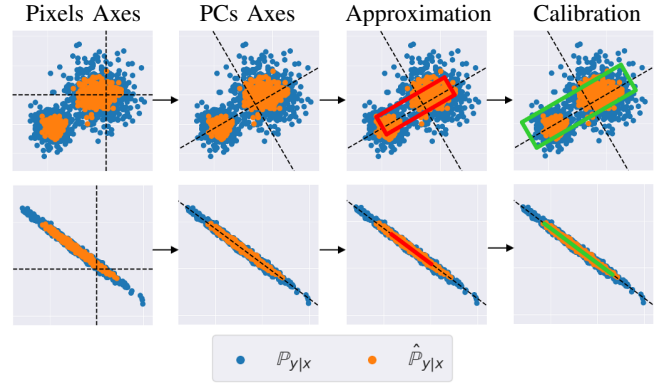 Pixels Axes PCs Axes Approximation Calibration
ℙ_{y|x} ℙ̂_{y|x}